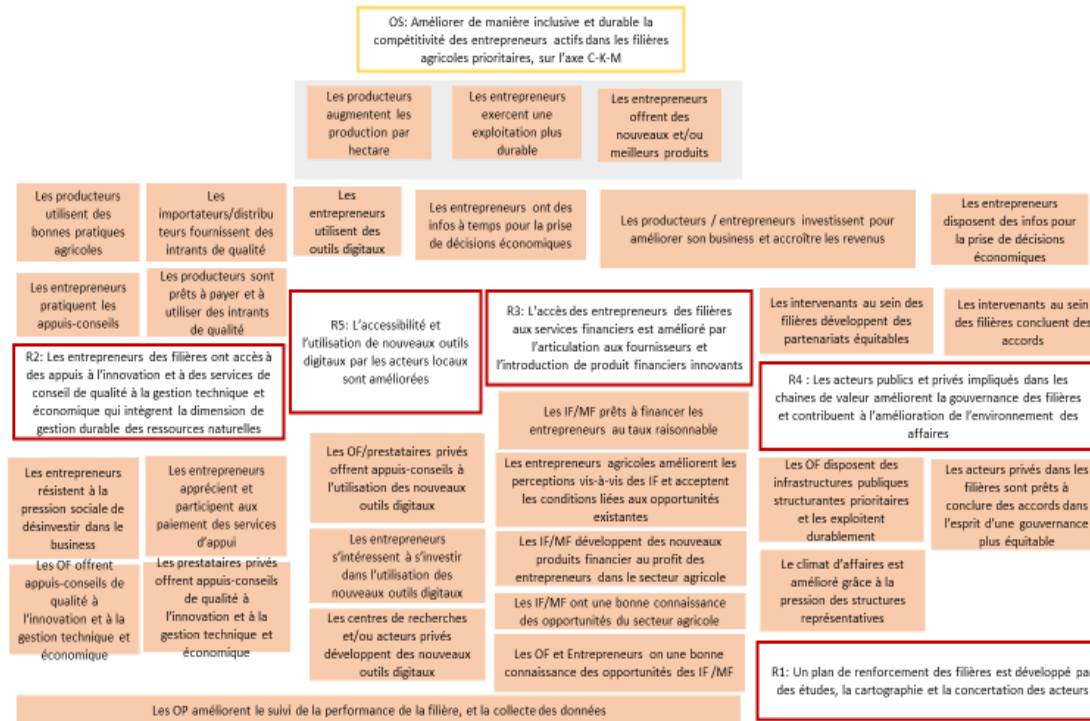 OS: Améliorer de manière inclusive et durable la
compétitivité des entrepreneurs actifs dans les filières
agricoles prioritaires, sur l'axe C-K-M
Les producteurs
augmentent les
production par
hectare
Les entrepreneurs
exercent une
exploitation plus
durable
Les entrepreneurs
offrent des
nouveaux et/ou
meilleurs produits
Les producteurs
utilisent des
bonnes pratiques
agricoles
Les
importateurs/distribu
teurs fournissent des
intrants de qualité
Les
entrepreneurs
utilisent des
outils digitaux
Les entrepreneurs ont des
infos à temps pour la prise
de décisions économiques
Les producteurs / entrepreneurs investissent pour
améliorer son business et accroître les revenus
Les entrepreneurs
disposent des infos pour
la prise de décisions
économiques
Les entrepreneurs
pratiquent les
appuis-conseils
Les producteurs sont
prêts à payer et à
utiliser des intrants
de qualité
R5: L'accessibilité et
l'utilisation de nouveaux outils
digitaux par les acteurs locaux
sont améliorées
R3: L'accès des entrepreneurs des filières
aux services financiers est amélioré par
l'articulation aux fournisseurs et
l'introduction de produit financiers innovants
Les intervenants au sein des
filières développent des
partenariats équitables
Les intervenants au sein
des filières concluent des
accords
R2: Les entrepreneurs des filières ont accès à
des appuis à l'innovation et à des services de
conseil de qualité à la gestion technique et
économique qui intègrent la dimension de
gestion durable des ressources naturelles
R4 : Les acteurs publics et privés impliqués dans les
chaines de valeur améliorent la gouvernance des filières
et contribuent à l'amélioration de l'environnement des
affaires
Les entrepreneurs
résistent à la
pression sociale de
désinvestir dans le
business
Les entrepreneurs
apprécient et
participent aux
paiement des services
d'appui
Les OF/prestataires privés
offrent appuis-conseils à
l'utilisation des nouveaux
outils digitaux
Les IF/MF prêts à financer les
entrepreneurs au taux raisonnable
Les entrepreneurs agricoles améliorent les
perceptions vis-à-vis des IF et acceptent
les conditions liées aux opportunités
existantes
Les OF disposent des
infrastructures publiques
structurantes prioritaires
et les exploitent
durablement
Les acteurs privés dans les
filières sont prêts à
conclure des accords dans
l'esprit d'une gouvernance
plus équitable
Les OF offrent
appuis-conseils de
qualité à
l'innovation et à la
gestion technique et
économique
Les prestataires privés
offrent appuis-conseils
de qualité à
l'innovation et à la
gestion technique et
économique
Les entrepreneurs
s'intéressent à s'investir
dans l'utilisation des
nouveaux outils digitaux
Les IF/MF développent des nouveaux
produits financier au profit des
entrepreneurs dans le secteur agricole
Le climat d'affaires est
amélioré grâce à la
pression des structures
représentatives
Les centres de recherches
et/ou acteurs privés
développent des nouveaux
outils digitaux
Les IF/MF ont une bonne connaissance
des opportunités du secteur agricole
Les OF et Entrepreneurs on une bonne
connaissance des opportunités des IF /MF
R1: Un plan de renforcement des filières est développé pa
des études, la cartographie et la concertation des acteurs
Les OP améliorent le suivi de la performance de la filière, et la collecte des données